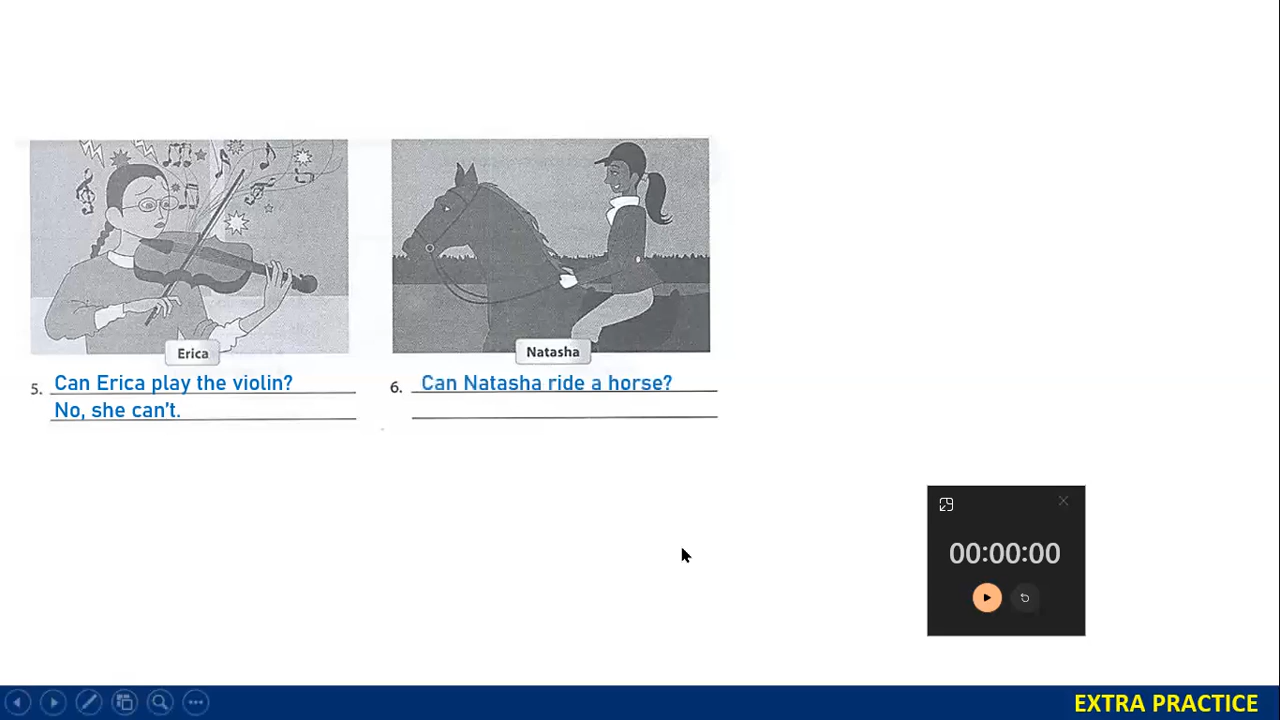 Erica
Natasha
5. Can Erica play the violin?
No, she can't.
6. Can Natasha ride a horse?
00:00:00
EXTRA PRACTICE